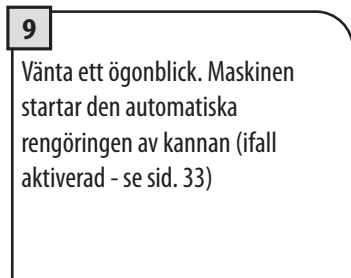 9
Vänta ett ögonblick. Maskinen
startar den automatiska
rengöringen av kannan (ifall
aktiverad - se sid. 33)